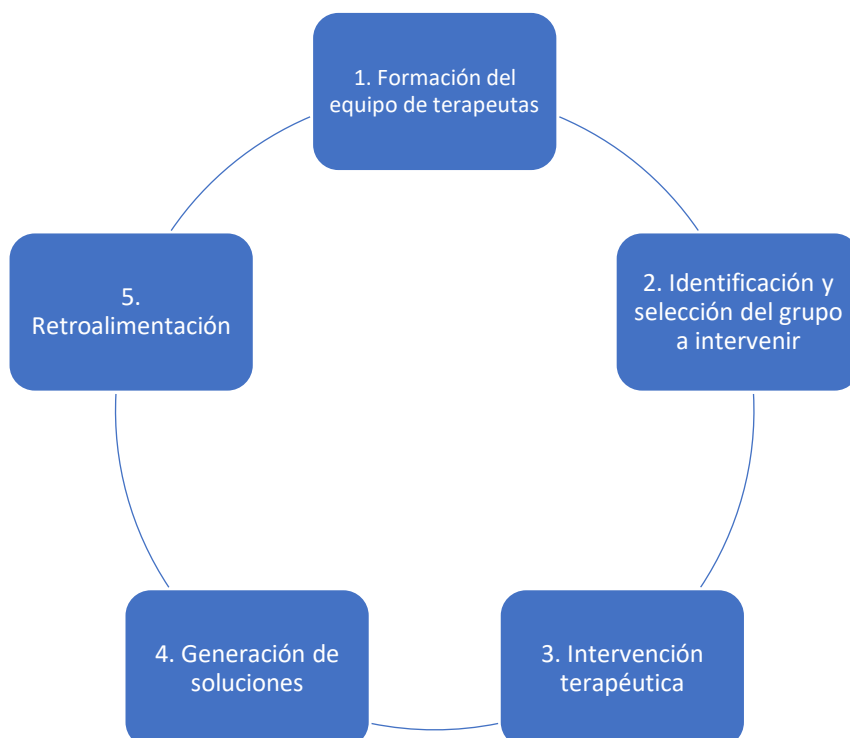 1. Formación del
equipo de terapeutas
2. Identificación y
selección del grupo
a intervenir
3. Intervención
terapéutica
4. Generación de
soluciones
5.
Retroalimentación